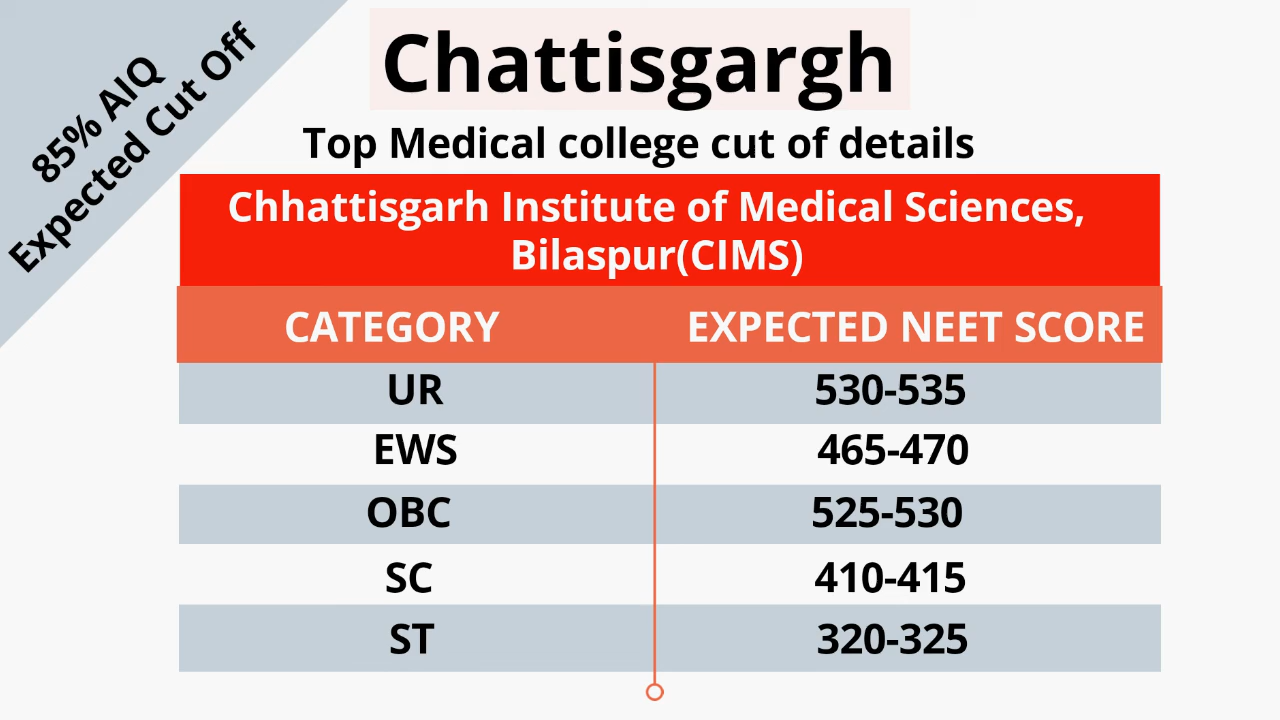 85% AIQ
Expected Cut Off
Chattisgargh
Top Medical college cut of details
Chhattisgarh Institute of Medical Sciences,
Bilaspur(CIMS)
CATEGORY EXPECTED NEET SCORE
UR 530-535
EWS 465-470
OBC 525-530
SC 410-415
ST 320-325